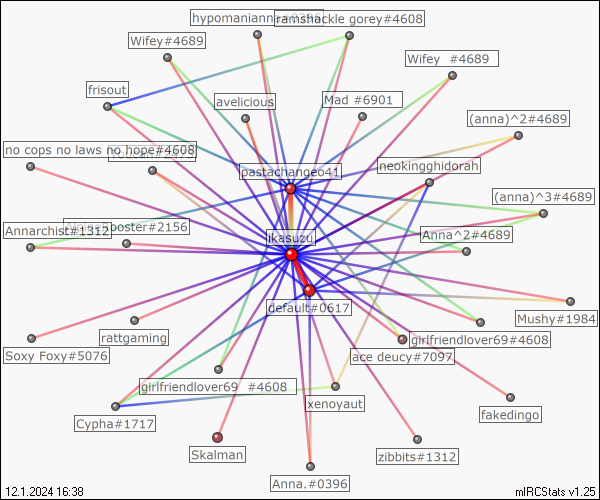 hypomaniann
ramshackle gorey#4608
Wifey#4689
Wifey #4689
frisout
avelicious
Mad #6901
(anna)^2#4689
no cops no laws no hope#4608
pastachangeo41
neokingghidorah
(anna)^3#4689
Annarchist#1312
ooster#2156
ikasuzu
Anna^2#4689
default#0617
Mushy#1984
rattgaming
girlfriendlover69#4608
Soxy Foxy#5076
ace deucy#7097
girlfriendlover69 #4608
xenoyaut
Cypha#1717
fakedingo
Skalman
zibbits#1312
Anna.#0396
12.1.2024 16:38
mIRCStats v1.25